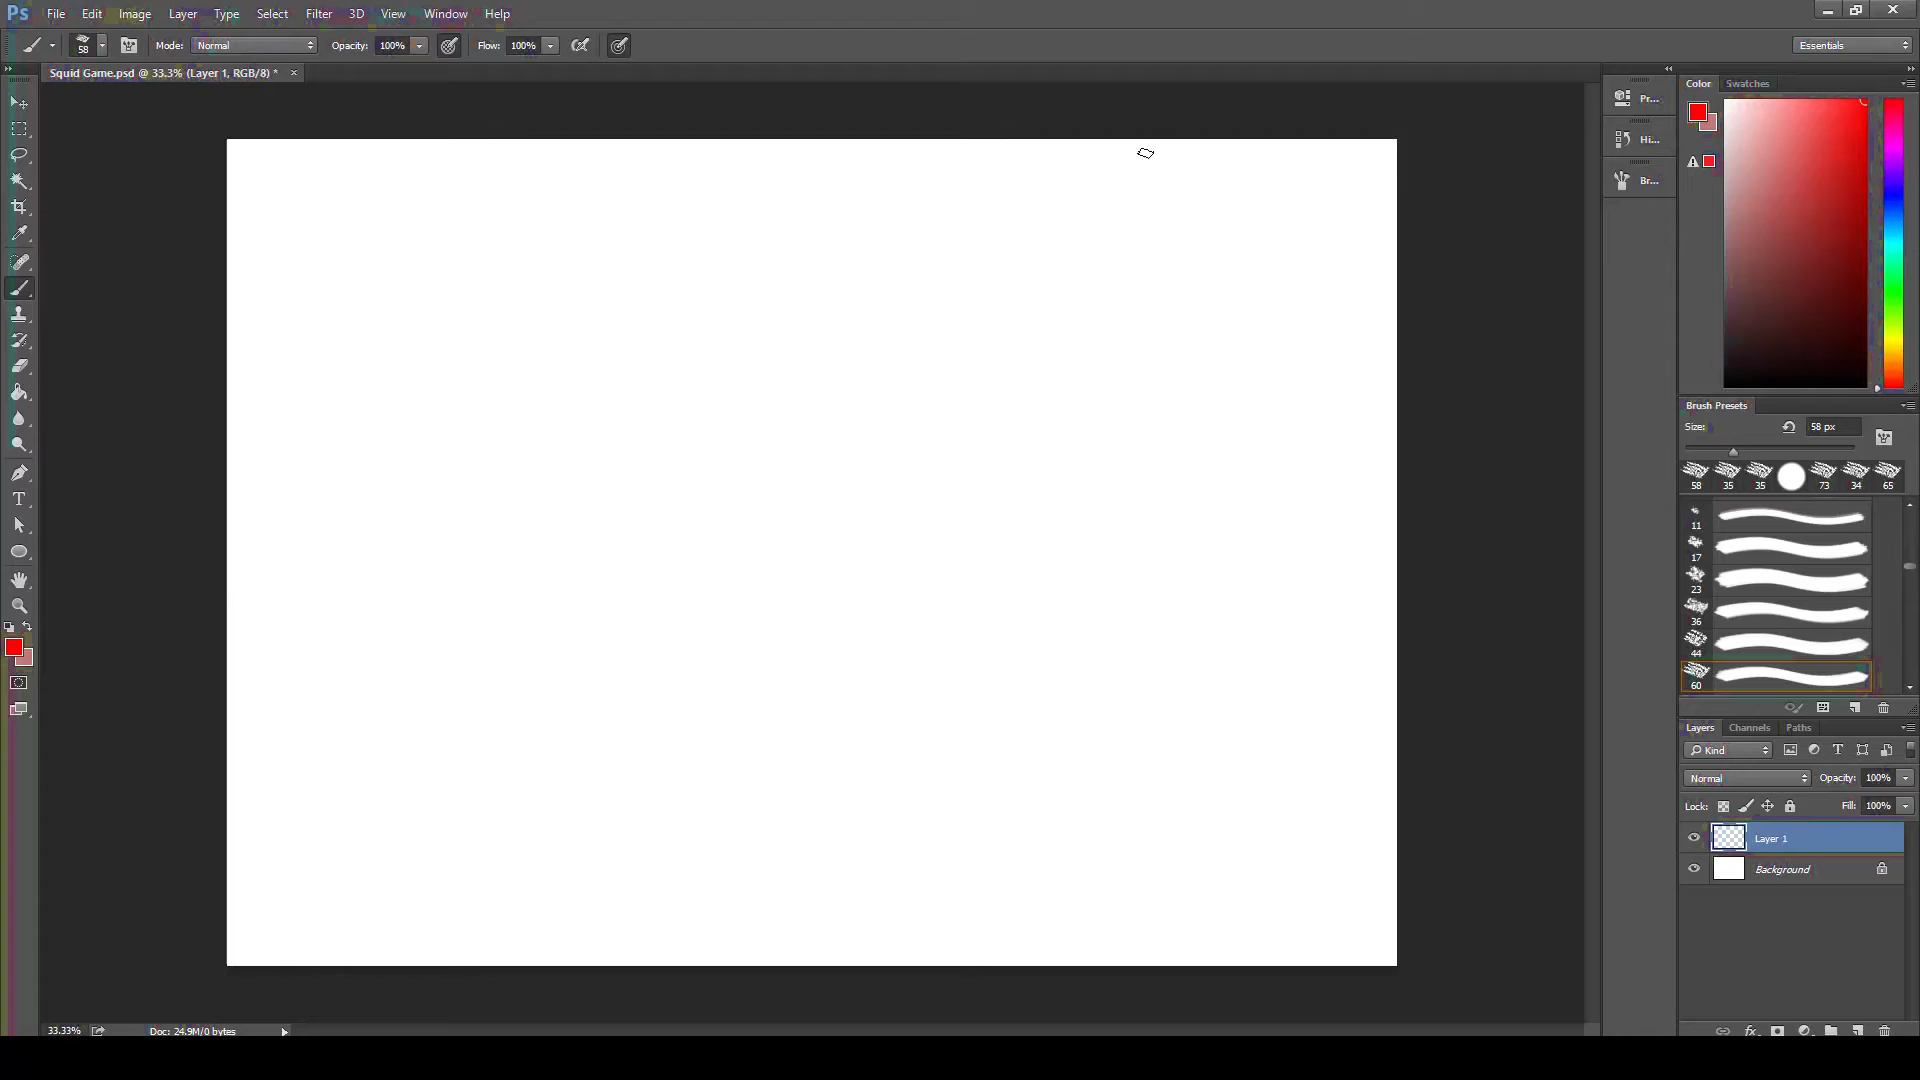 Ps File Edit Image Layer Type Select Filter 3D View Window Help
58 Mode: Normal Opacity: 100% Flow: 100% Essentials
Squid Game.psd @ 33.3% (Layer 1, RGB/8) * ×
Color Swatches
Pr...
Hi...
Br...
Brush Presets
Size: 58 px
58 35 35 73 34 65
11
17
23
36
44
60
Layers Channels Paths
Kind
Normal Opacity: 100%
Lock: Fill: 100%
Layer 1
Background
33.33% Doc: 24.9M/0 bytes